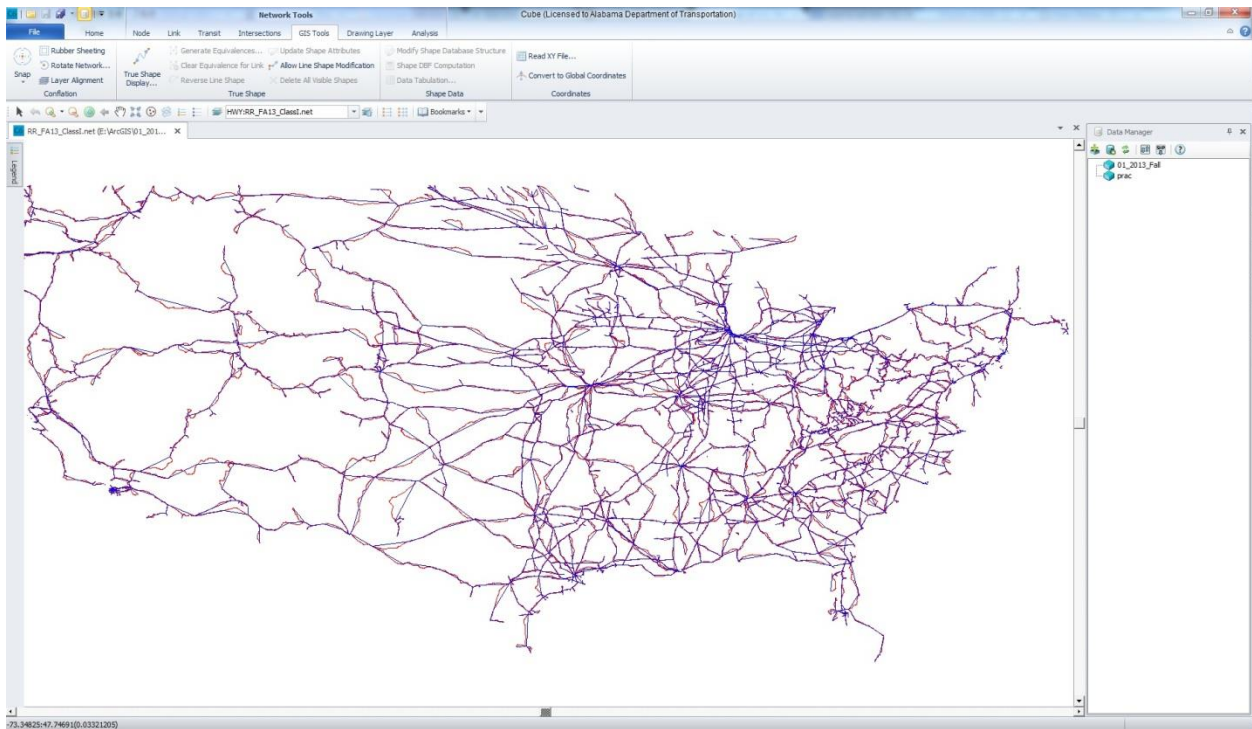 Network Tools
Cube (Licensed to Alabama Department of Transportation)
File Home Node Link Transit Intersections GIS Tools Drawing Layer Analysis
Snap
Rubber Sheeting
Rotate Network...
Layer Alignment
Conflation
True Shape Display...
Generate Equivalences...
Update Shape Attributes
Clear Equivalence for Link
Allow Line Shape Modification
Reverse Line Shape
Delete All Visible Shapes
True Shape
Modify Shape Database Structure
Shape DBF Computation
Data Tabulation...
Shape Data
Read XY File...
Convert to Global Coordinates
Coordinates
HWY:RR_FA13_ClassI.net
Bookmarks
RR_FA13_ClassI.net (E:\ArcGIS\01_201...
Legend
Data Manager
01_2013_Fall
prac
-73.34825:47.74691(0.03321205)